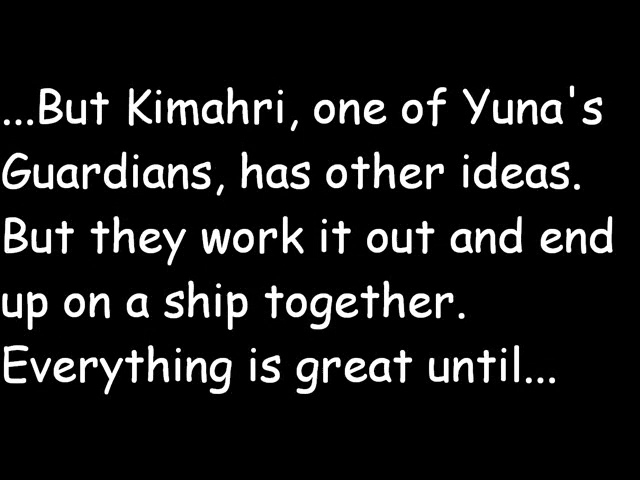 ...But Kimahri, one of Yuna's
Guardians, has other ideas.
But they work it out and end
up on a ship together.
Everything is great until...